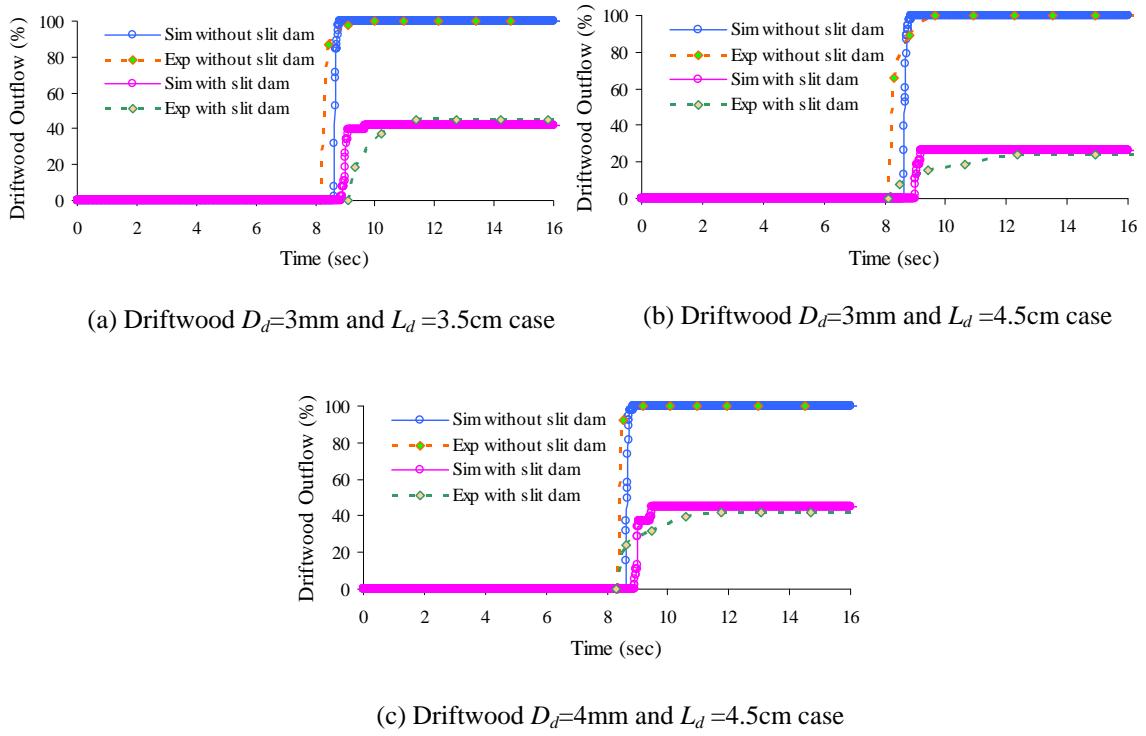 Driftwood Outflow (%)
100
80
60
40
20
0
Sim without slit dam
Exp without slit dam
Sim with slit dam
Exp with slit dam
0 2 4 6 8 10 12 14 16
Time (sec)
(a) Driftwood Dd=3mm and Ld =3.5cm case
Driftwood Outflow (%)
100
80
60
40
20
0
Sim without slit dam
Exp without slit dam
Sim with slit dam
Exp with slit dam
0 2 4 6 8 10 12 14 16
Time (sec)
(b) Driftwood Dd=3mm and Ld =4.5cm case
Driftwood Outflow (%)
100
80
60
40
20
0
Sim without slit dam
Exp without slit dam
Sim with slit dam
Exp with slit dam
0 2 4 6 8 10 12 14 16
Time (sec)
(c) Driftwood Dd=4mm and Ld =4.5cm case